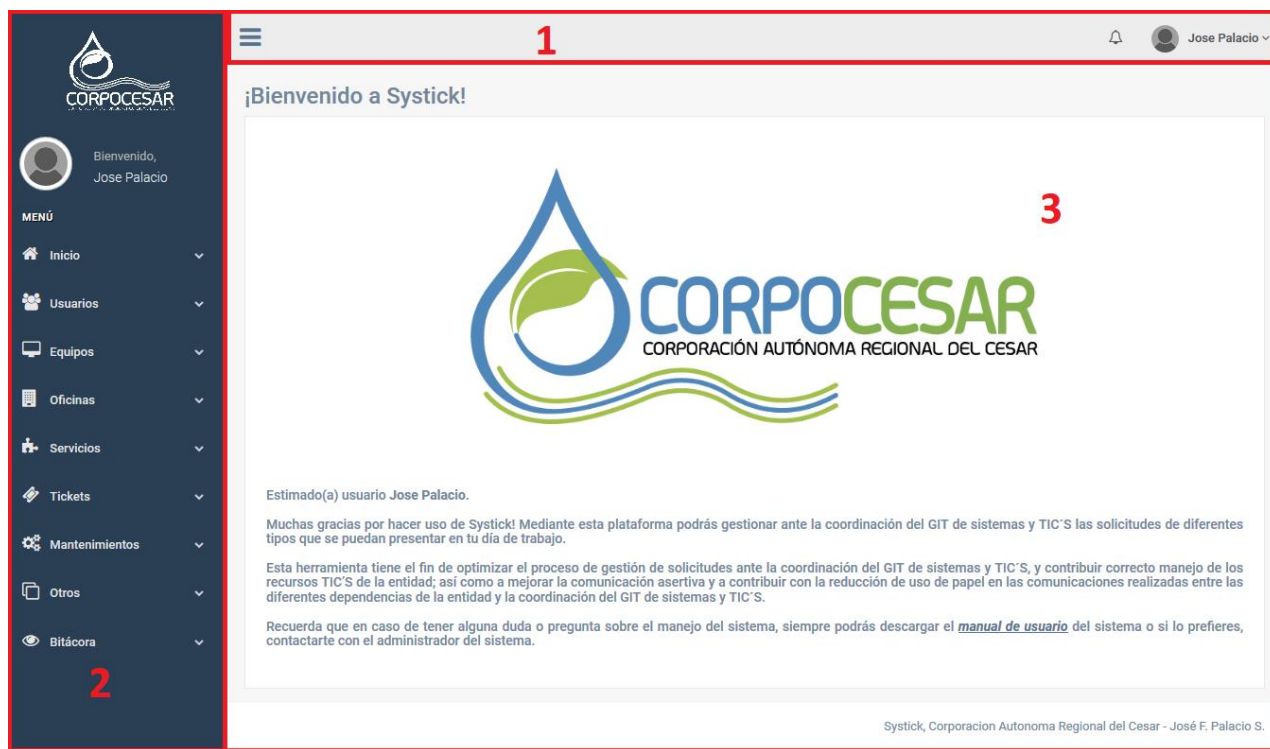 1
Jose Palacio
CORPOCESAR
Bienvenido,
Jose Palacio
MENÚ
Inicio
Usuarios
Equipos
Oficinas
Servicios
Tickets
Mantenimientos
Otros
Bitácora
2
¡Bienvenido a Systick!
3
CORPOCESAR
CORPORACIÓN AUTÓNOMA REGIONAL DEL CESAR
Estimado(a) usuario Jose Palacio.
Muchas gracias por hacer uso de Systick! Mediante esta plataforma podrás gestionar ante la coordinación del GIT de sistemas y TIC´S las solicitudes de diferentes
tipos que se puedan presentar en tu día de trabajo.
Esta herramienta tiene el fin de optimizar el proceso de gestión de solicitudes ante la coordinación del GIT de sistemas y TIC´S, y contribuir correcto manejo de los
recursos TIC'S de la entidad; así como a mejorar la comunicación asertiva y a contribuir con la reducción de uso de papel en las comunicaciones realizadas entre las
diferentes dependencias de la entidad y la coordinación del GIT de sistemas y TIC´S.
Recuerda que en caso de tener alguna duda o pregunta sobre el manejo del sistema, siempre podrás descargar el manual de usuario del sistema o si lo prefieres,
contactarte con el administrador del sistema.
Systick, Corporacion Autonoma Regional del Cesar - José F. Palacio S.